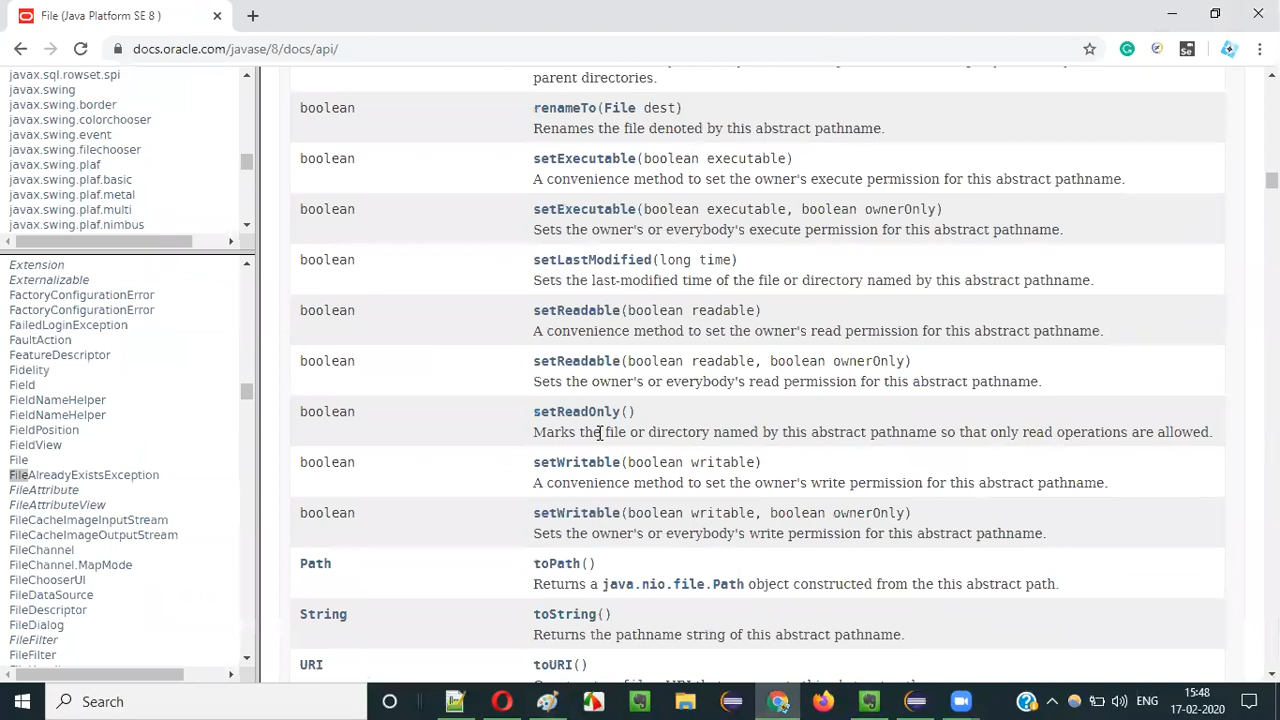 File (Java Platform SE 8 )
docs.oracle.com/javase/8/docs/api/
javax.sql.rowset.spi
javax.swing
javax.swing.border
javax.swing.colorchooser
javax.swing.event
javax.swing.filechooser
javax.swing.plaf
javax.swing.plaf.basic
javax.swing.plaf.metal
javax.swing.plaf.multi
javax.swing.plaf.nimbus
Extension
Externalizable
FactoryConfigurationError
FactoryConfigurationError
FailedLoginException
FaultAction
FeatureDescriptor
Fidelity
Field
FieldNameHelper
FieldNameHelper
FieldPosition
FieldView
File
FileAlreadyExistsException
FileAttribute
FileAttributeView
FileCacheImageInputStream
FileCacheImageOutputStream
FileChannel
FileChannel.MapMode
FileChooserUI
FileDataSource
FileDescriptor
FileDialog
FileFilter
FileFilter
parent directories.
boolean renameTo(File dest)
Renames the file denoted by this abstract pathname.
boolean setExecutable(boolean executable)
A convenience method to set the owner's execute permission for this abstract pathname.
boolean setExecutable(boolean executable, boolean ownerOnly)
Sets the owner's or everybody's execute permission for this abstract pathname.
boolean setLastModified(long time)
Sets the last-modified time of the file or directory named by this abstract pathname.
boolean setReadable(boolean readable)
A convenience method to set the owner's read permission for this abstract pathname.
boolean setReadable(boolean readable, boolean ownerOnly)
Sets the owner's or everybody's read permission for this abstract pathname.
boolean setReadOnly()
Marks the file or directory named by this abstract pathname so that only read operations are allowed.
boolean setWritable(boolean writable)
A convenience method to set the owner's write permission for this abstract pathname.
boolean setWritable(boolean writable, boolean ownerOnly)
Sets the owner's or everybody's write permission for this abstract pathname.
Path toPath()
Returns a java.nio.file.Path object constructed from the this abstract path.
String toString()
Returns the pathname string of this abstract pathname.
URI toURI()
Search
ENG
15:48
17-02-2020